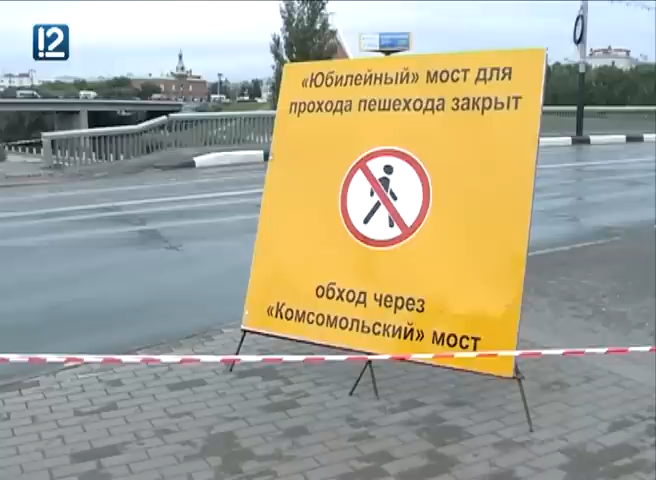 12
«Юбилейный» мост для
прохода пешехода закрыт
обход через
«Комсомольский» мост